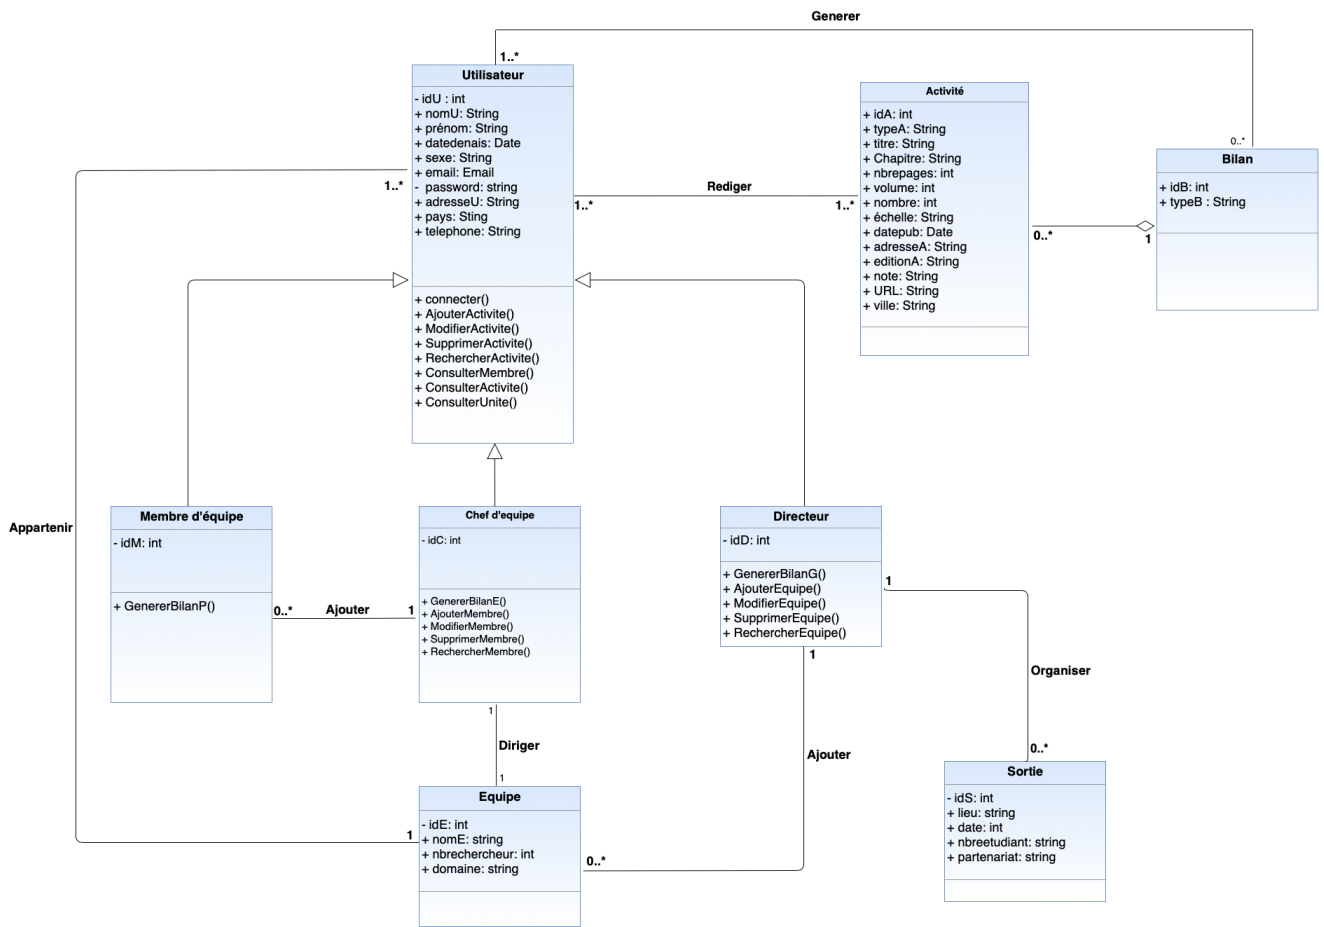 Generer
1..*
Utilisateur
- idU : int
+ nomU: String
+ prénom: String
+ datedenais: Date
+ sexe: String
+ email: Email
- password: string
+ adresseU: String
+ pays: Sting
+ telephone: String
+ connecter()
+ AjouterActivite()
+ ModifierActivite()
+ SupprimerActivite()
+ RechercherActivite()
+ ConsulterMembre()
+ ConsulterActivite()
+ ConsulterUnite()
1..*
Rediger
1..*
1..*
Activité
+ idA: int
+ typeA: String
+ titre: String
+ Chapitre: String
+ nbrepages: int
+ volume: int
+ nombre: int
+ échelle: String
+ datepub: Date
+ adresseA: String
+ editionA: String
+ note: String
+ URL: String
+ ville: String
0..*
Bilan
+ idB: int
+ typeB : String
0..*
1
Appartenir
Membre d'équipe
- idM: int
+ GenererBilanP()
0..*
Ajouter
1
Chef d'equipe
- idC: int
+ GenererBilanE()
+ AjouterMembre()
+ ModifierMembre()
+ SupprimerMembre()
+ RechercherMembre()
Directeur
- idD: int
+ GenererBilanG()
+ AjouterEquipe()
+ ModifierEquipe()
+ SupprimerEquipe()
+ RechercherEquipe()
1
1
Organiser
0..*
1
Diriger
1
Ajouter
Equipe
- idE: int
+ nomE: string
+ nbrechercheur: int
+ domaine: string
1
0..*
Sortie
- idS: int
+ lieu: string
+ date: int
+ nbreetudiant: string
+ partenariat: string